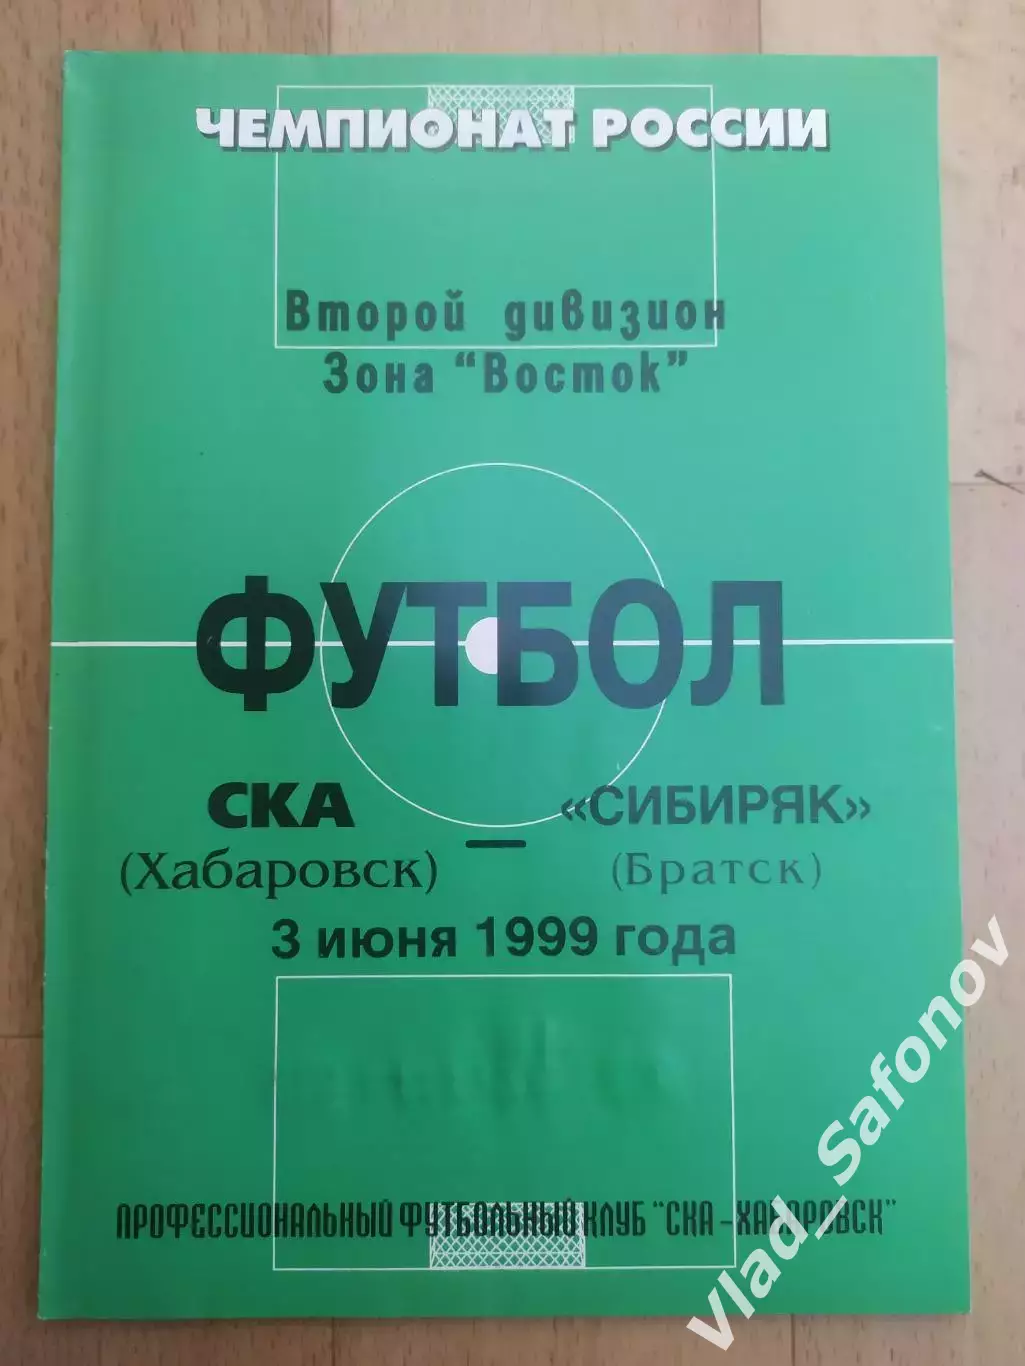 ЧЕМПИОНАТ РОССИИ
Второй дивизион
Зона "Восток"
ФУТБОЛ
СКА — «СИБИРЯК»
(Хабаровск) (Братск)
3 июня 1999 года
ПРОФЕССИОНАЛЬНЫЙ ФУТБОЛЬНЫЙ КЛУБ "СКА - ХАБАРОВСК"
Vlad_Safonov